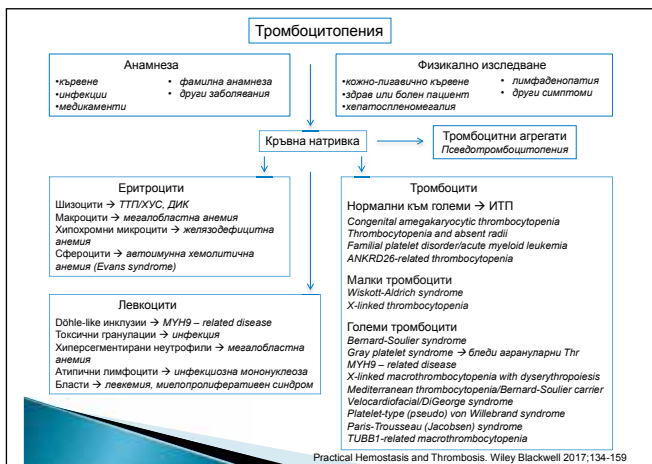 Тромбоцитопения
Анамнеза
•кървене
•инфекции
•медикаменти
•фамилна анамнеза
•други заболявания
Физикално изследване
•кожно-лигавично кървене
•здрав или болен пациент
•хепатоспленомегалия
•лимфаденопатия
•други симптоми
Кръвна натривка
Тромбоцитни агрегати
Псевдотромбоцитопения
Еритроцити
Шизоцити → ТТП/ХУС, ДИК
Макроцити → мегалобластна анемия
Хипохромни микроцити → желязодефицитна
анемия
Сфероцити → автоимунна хемолитична
анемия (Evans syndrome)
Левкоцити
Döhle-like инклузии → MYH9 – related disease
Токсични гранулации → инфекция
Хиперсегментирани неутрофили → мегалобластна
анемия
Атипични лимфоцити → инфекциозна мононуклеоза
Бласти → левкемия, миелопролиферативен синдром
Тромбоцити
Нормални към големи → ИТП
Congenital amegakaryocytic thrombocytopenia
Thrombocytopenia and absent radii
Familial platelet disorder/acute myeloid leukemia
ANKRD26-related thrombocytopenia
Малки тромбоцити
Wiskott-Aldrich syndrome
X-linked thrombocytopenia
Големи тромбоцити
Bernard-Soulier syndrome
Gray platelet syndrome → бледи агранулaрни Thr
MYH9 – related disease
X-linked macrothrombocytopenia with dyserythropoiesis
Mediterranean thrombocytopenia/Bernard-Soulier carrier
Velocardiofacial/DiGeorge syndrome
Platelet-type (pseudo) von Willebrand syndrome
Paris-Trousseau (Jacobsen) syndrome
TUBB1-related macrothrombocytopenia
Practical Hemostasis and Thrombosis. Wiley Blackwell 2017;134-159